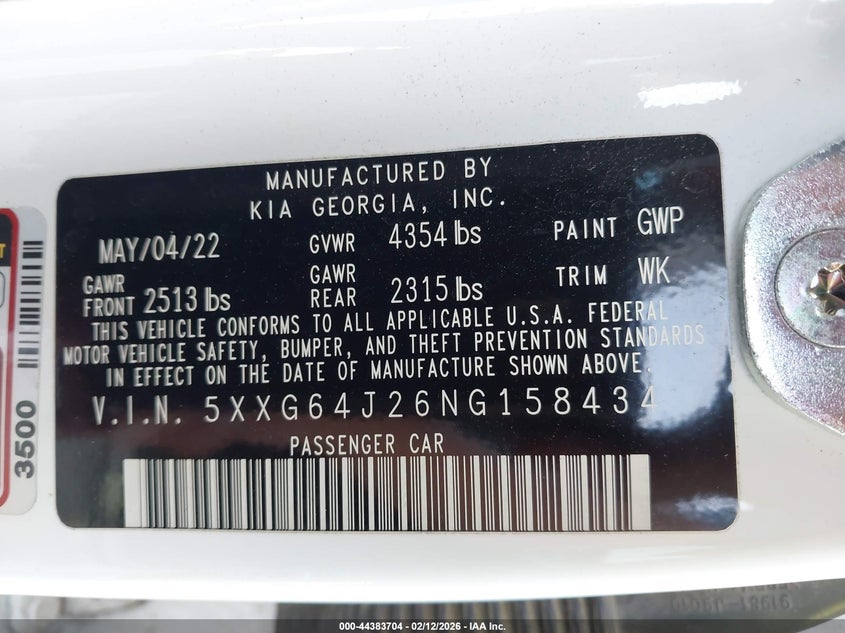 MANUFACTURED BY
KIA GEORGIA, INC.
MAY/04/22 GVWR 4354 lbs PAINT GWP
GAWR FRONT 2513 lbs GAWR REAR 2315 lbs TRIM WK
THIS VEHICLE CONFORMS TO ALL APPLICABLE U.S.A. FEDERAL
MOTOR VEHICLE SAFETY, BUMPER, AND THEFT PREVENTION STANDARDS
IN EFFECT ON THE DATE OF MANUFACTURE SHOWN ABOVE.
V.I.N. 5XXG64J26NG158434
PASSENGER CAR
3500
000-44383704 - 02/12/2026 - IAA Inc.